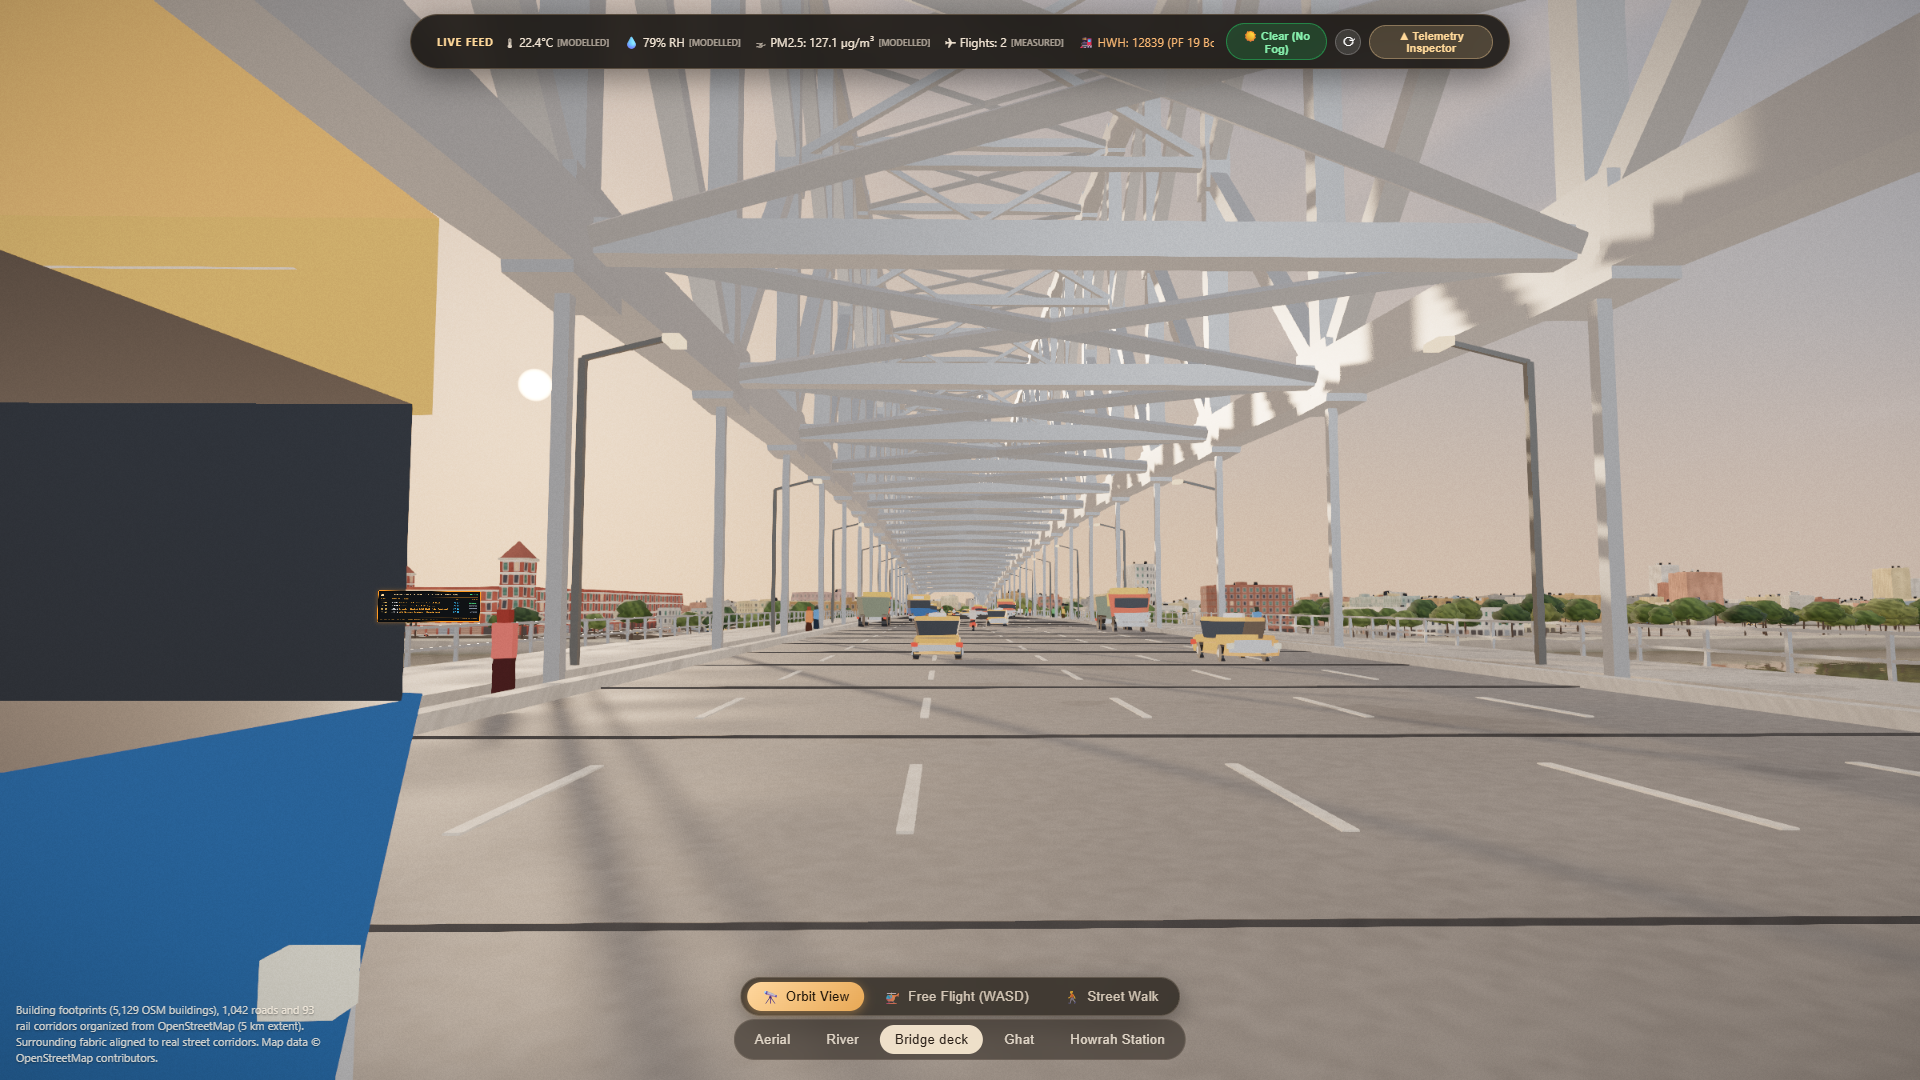 LIVE FEED 22.4°C [MODELLED] 79% RH [MODELLED] PM2.5: 127.1 µg/m³ [MODELLED] Flights: 2 [MEASURED] HWH: 12839 (PF 19 Bc
Clear (No Fog)
Telemetry Inspector
Orbit View Free Flight (WASD) Street Walk
Aerial River Bridge deck Ghat Howrah Station
Building footprints (5,129 OSM buildings), 1,042 roads and 93
rail corridors organized from OpenStreetMap (5 km extent).
Surrounding fabric aligned to real street corridors. Map data ©
OpenStreetMap contributors.